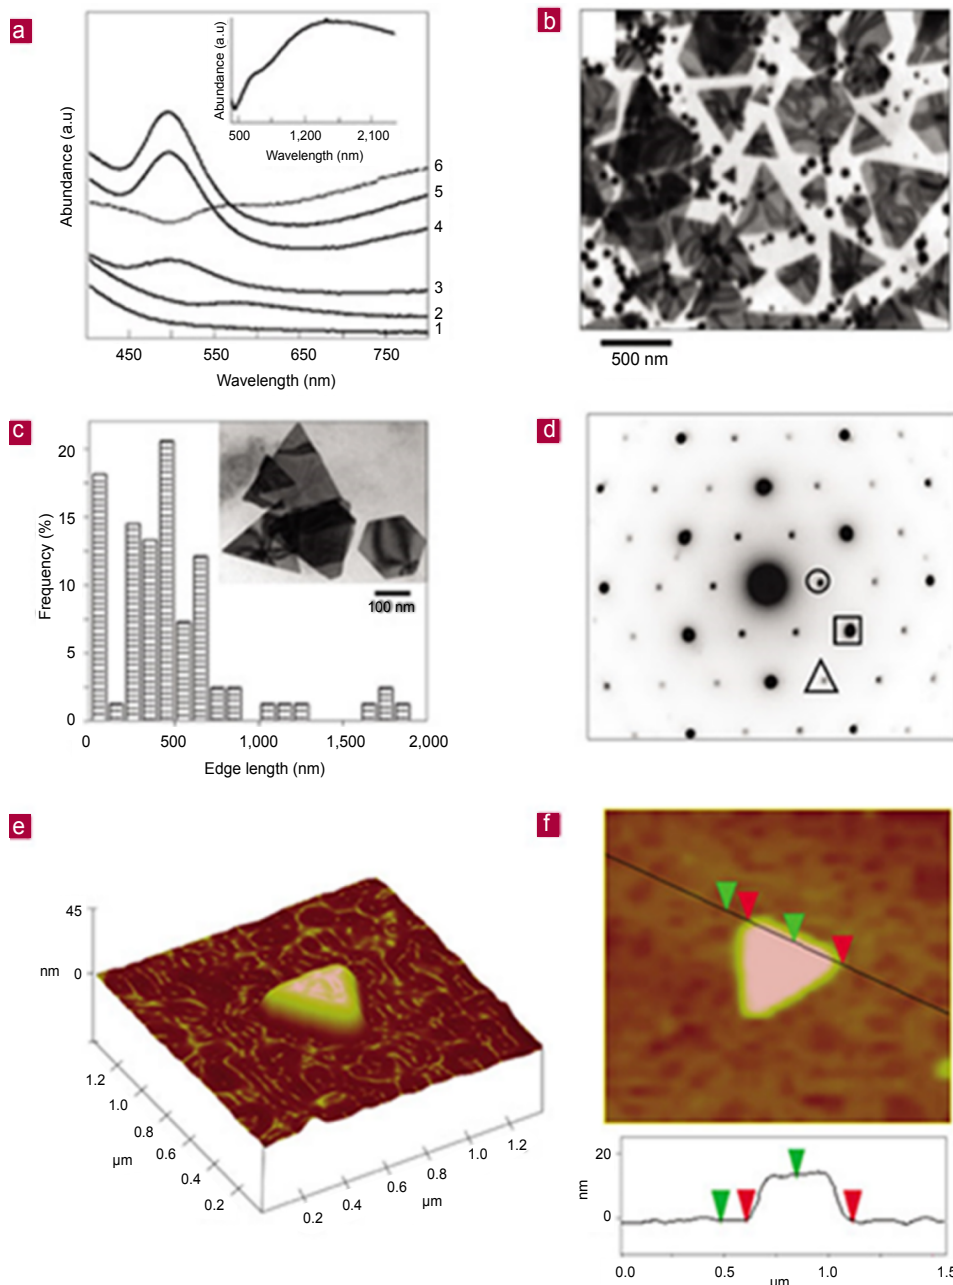 a
Abundance (a.u)
Abundance (a.u)
500 1,200 2,100
Wavelength (nm)
6
5
4
3
2
1
450 550 650 750
Wavelength (nm)
b
500 nm
c
Frequency (%)
20
15
10
5
0
100 nm
0 500 1,000 1,500 2,000
Edge length (nm)
d
e
45
nm 0
1.2
1.0
0.8
0.6
0.4
0.2
µm
0.2 0.4 0.6 0.8 1.0 1.2
µm
f
nm
20
0
0.0 0.5 1.0 1.5
µm